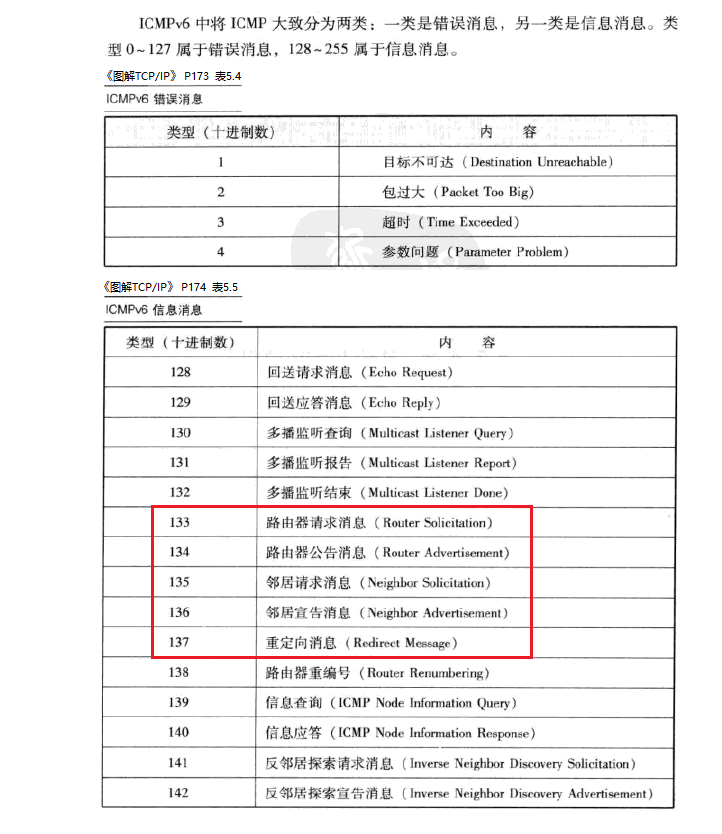 ICMPv6 中将 ICMP 大致分为两类：一类是错误消息，另一类是信息消息。类
型 0~127 属于错误消息，128~255 属于信息消息。
《图解TCP/IP》 P173 表5.4
ICMPv6 错误消息
类型（十进制数） 内 容
1 目标不可达（Destination Unreachable）
2 包过大（Packet Too Big）
3 超时（Time Exceeded）
4 参数问题（Parameter Problem）
《图解TCP/IP》 P174 表5.5
ICMPv6 信息消息
类型（十进制数） 内 容
128 回送请求消息（Echo Request）
129 回送应答消息（Echo Reply）
130 多播监听查询（Multicast Listener Query）
131 多播监听报告（Multicast Listener Report）
132 多播监听结束（Multicast Listener Done）
133 路由器请求消息（Router Solicitation）
134 路由器公告消息（Router Advertisement）
135 邻居请求消息（Neighbor Solicitation）
136 邻居宣告消息（Neighbor Advertisement）
137 重定向消息（Redirect Message）
138 路由器重编号（Router Renumbering）
139 信息查询（ICMP Node Information Query）
140 信息应答（ICMP Node Information Response）
141 反邻居探索请求消息（Inverse Neighbor Discovery Solicitation）
142 反邻居探索宣告消息（Inverse Neighbor Discovery Advertisement）